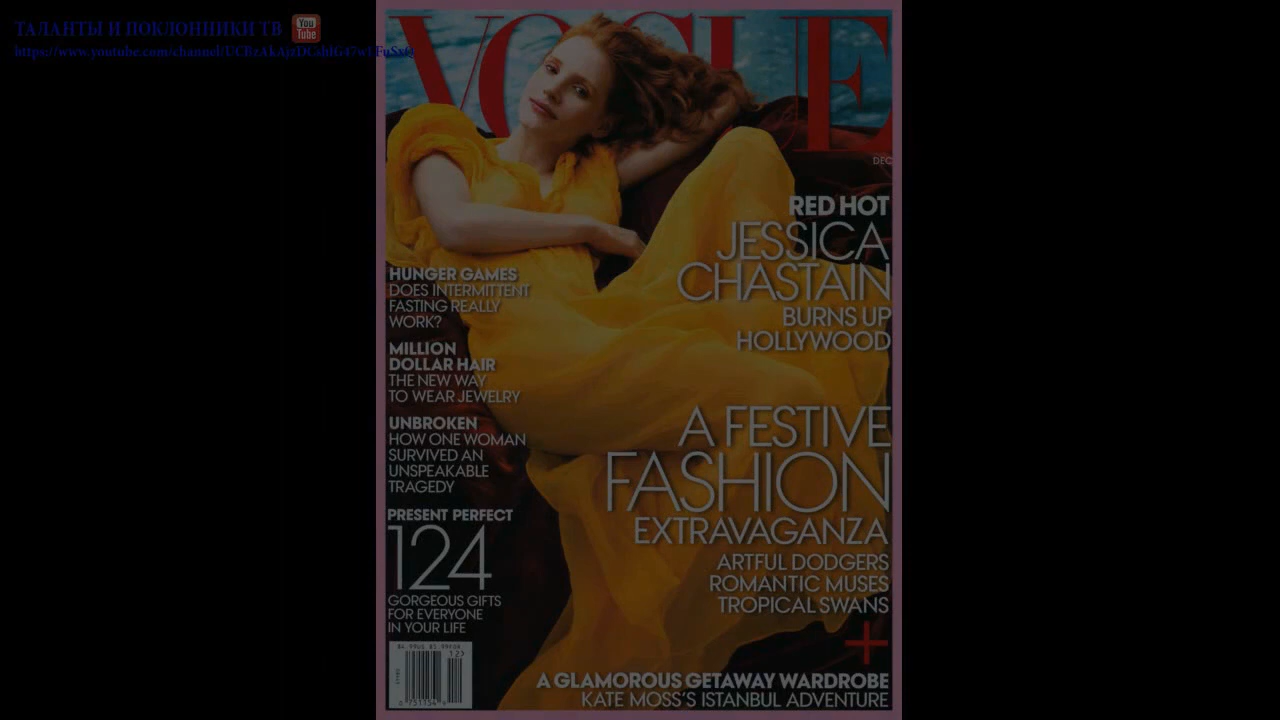 ТАЛАНТЫ И ПОКЛОННИКИ ТВ
You
Tube
VOGUE
DEC
RED HOT
JESSICA
CHASTAIN
BURNS UP
HOLLYWOOD
HUNGER GAMES
DOES INTERMITTENT
FASTING REALLY
WORK?
MILLION
DOLLAR HAIR
THE NEW WAY
TO WEAR JEWELRY
UNBROKEN
HOW ONE WOMAN
SURVIVED AN
UNSPEAKABLE
TRAGEDY
PRESENT PERFECT
124
GORGEOUS GIFTS
FOR EVERYONE
IN YOUR LIFE
A FESTIVE
FASHION
EXTRAVAGANZA
ARTFUL DODGERS
ROMANTIC MUSES
TROPICAL SWANS
+
A GLAMOROUS GETAWAY WARDROBE
KATE MOSS'S ISTANBUL ADVENTURE